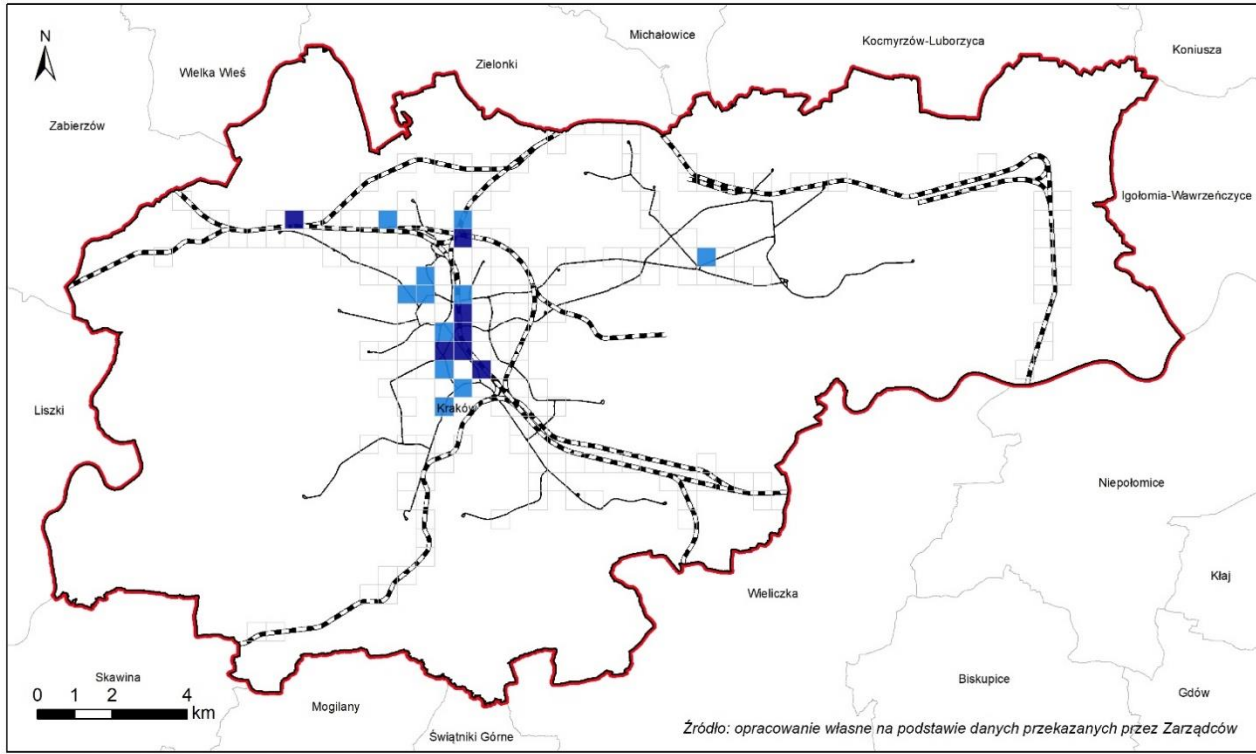 N
Michałowice
Kocmyrzów-Luborzyca
Koniusza
Wielka Wieś
Zielonki
Zabierzów
Igołomia-Wawrzeńczyce
Liszki
Kraków
Niepołomice
Kłaj
Wieliczka
Skawina
Biskupice
Gdów
0 1 2 4
km
Mogilany
Świątniki Górne
Źródło: opracowanie własne na podstawie danych przekazanych przez Zarządców